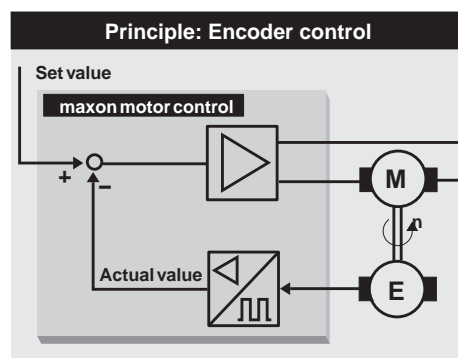 Principle: Encoder control
Set value
maxon motor control
+
−
M
n
Actual value
E